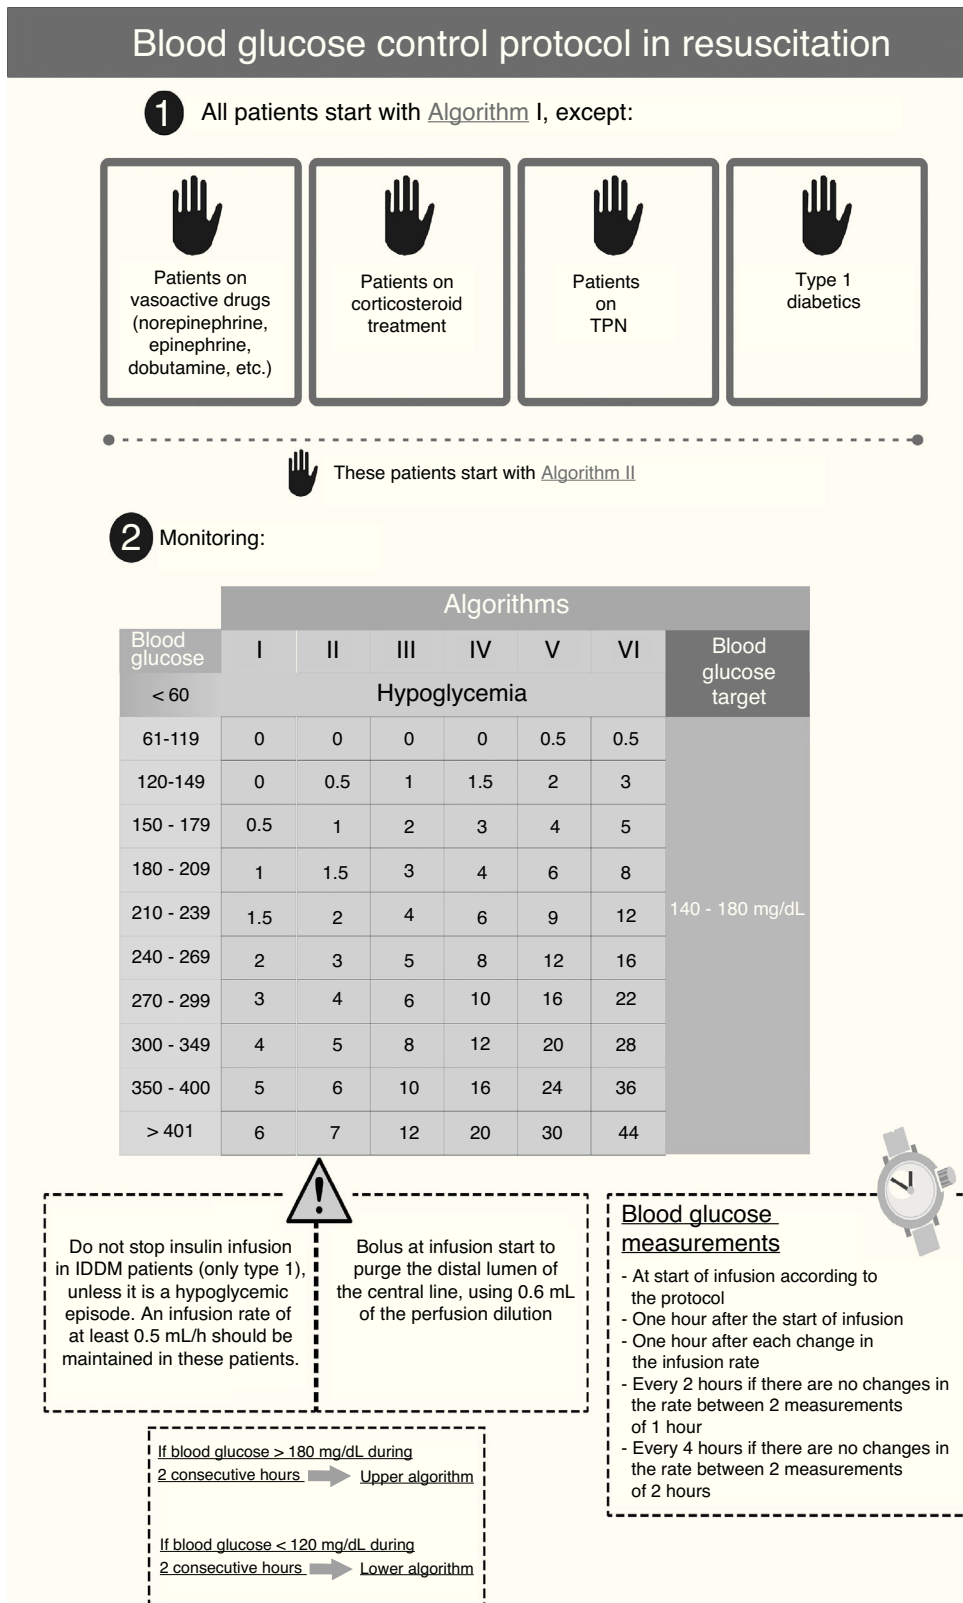 Blood glucose control protocol in resuscitation
1 All patients start with Algorithm I, except:
Patients on
vasoactive drugs
(norepinephrine,
epinephrine,
dobutamine, etc.)
Patients on
corticosteroid
treatment
Patients
on
TPN
Type 1
diabetics
These patients start with Algorithm II
2 Monitoring:
Algorithms
Blood
glucose
I II III IV V VI
Blood
glucose
target
< 60 Hypoglycemia
61-119 0 0 0 0 0.5 0.5
120-149 0 0.5 1 1.5 2 3
150 - 179 0.5 1 2 3 4 5
180 - 209 1 1.5 3 4 6 8
210 - 239 1.5 2 4 6 9 12 140 - 180 mg/dL
240 - 269 2 3 5 8 12 16
270 - 299 3 4 6 10 16 22
300 - 349 4 5 8 12 20 28
350 - 400 5 6 10 16 24 36
> 401 6 7 12 20 30 44
!
Do not stop insulin infusion
in IDDM patients (only type 1),
unless it is a hypoglycemic
episode. An infusion rate of
at least 0.5 mL/h should be
maintained in these patients.
Bolus at infusion start to
purge the distal lumen of
the central line, using 0.6 mL
of the perfusion dilution
Blood glucose
measurements
- At start of infusion according to
the protocol
- One hour after the start of infusion
- One hour after each change in
the infusion rate
- Every 2 hours if there are no changes in
the rate between 2 measurements
of 1 hour
- Every 4 hours if there are no changes in
the rate between 2 measurements
of 2 hours
If blood glucose > 180 mg/dL during
2 consecutive hours Upper algorithm
If blood glucose < 120 mg/dL during
2 consecutive hours Lower algorithm